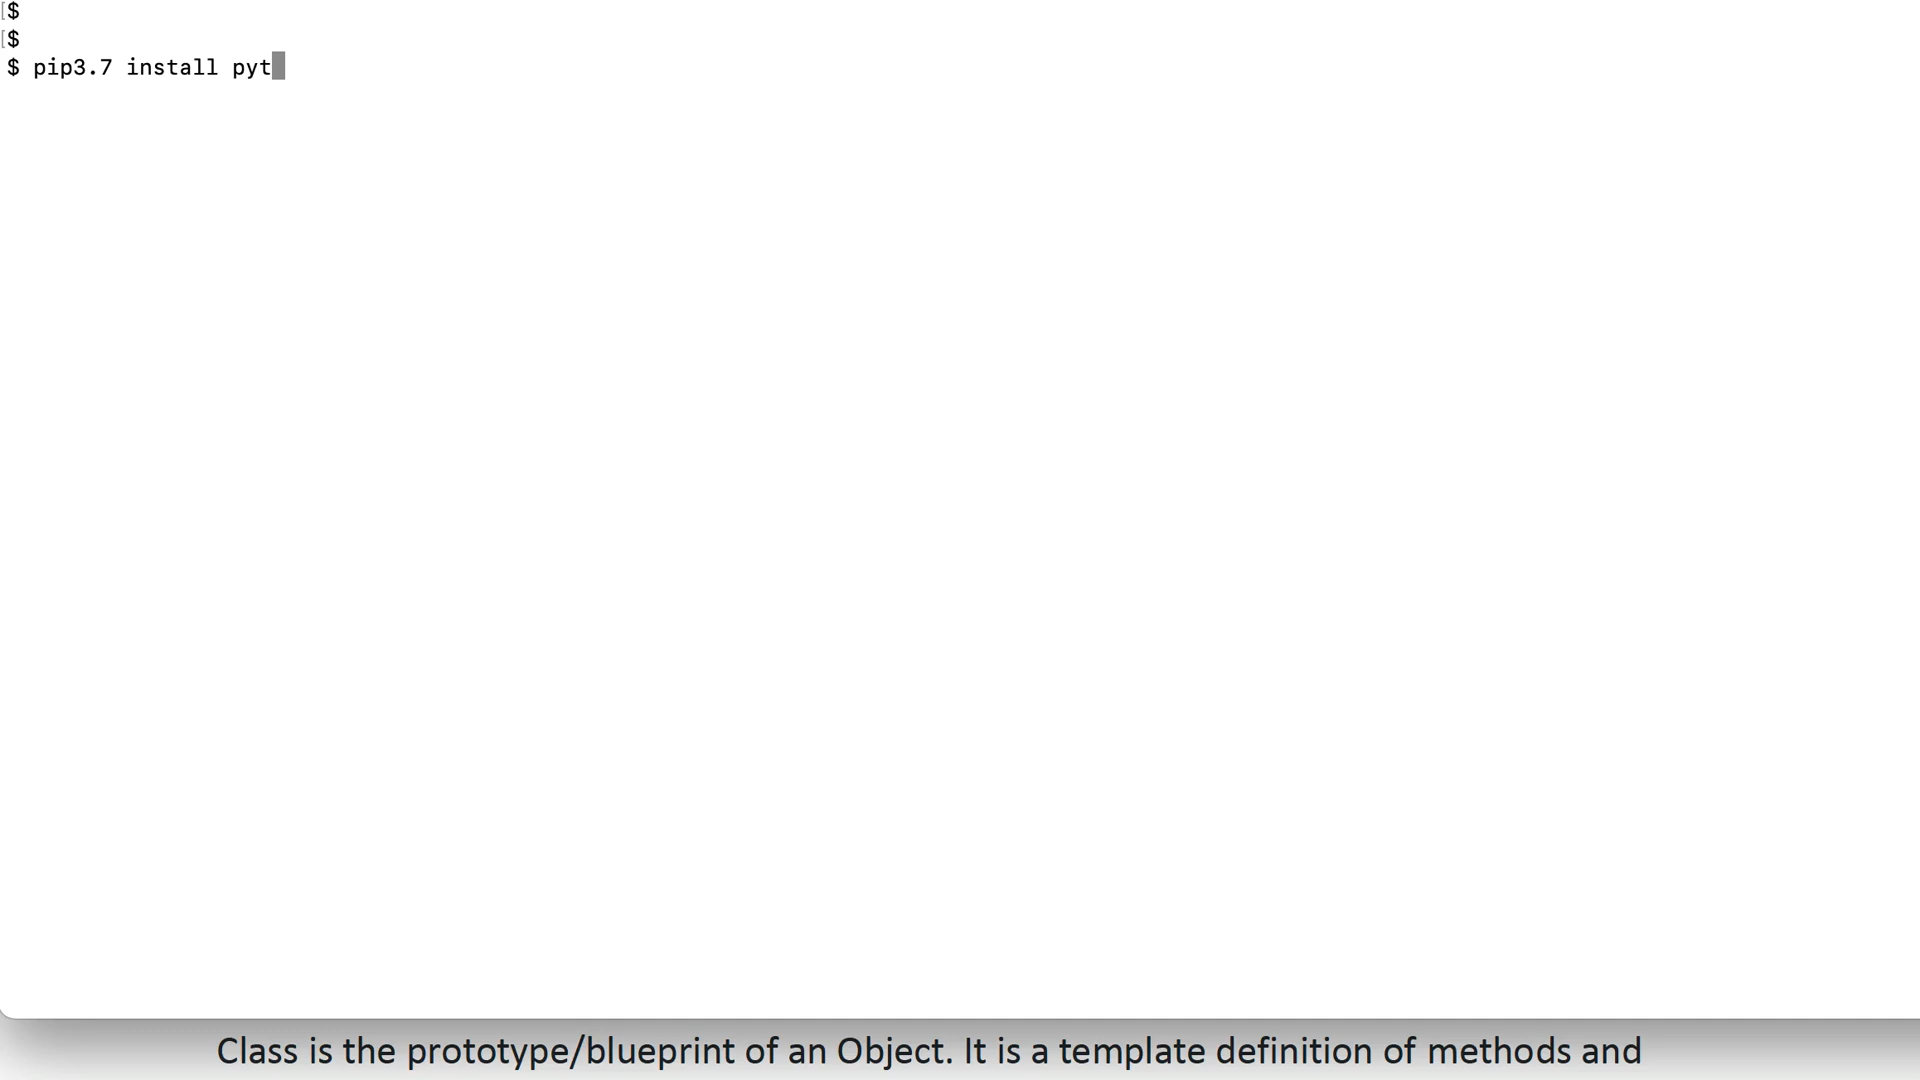 [$
[$
$ pip3.7 install pyt
Class is the prototype/blueprint of an Object. It is a template definition of methods and